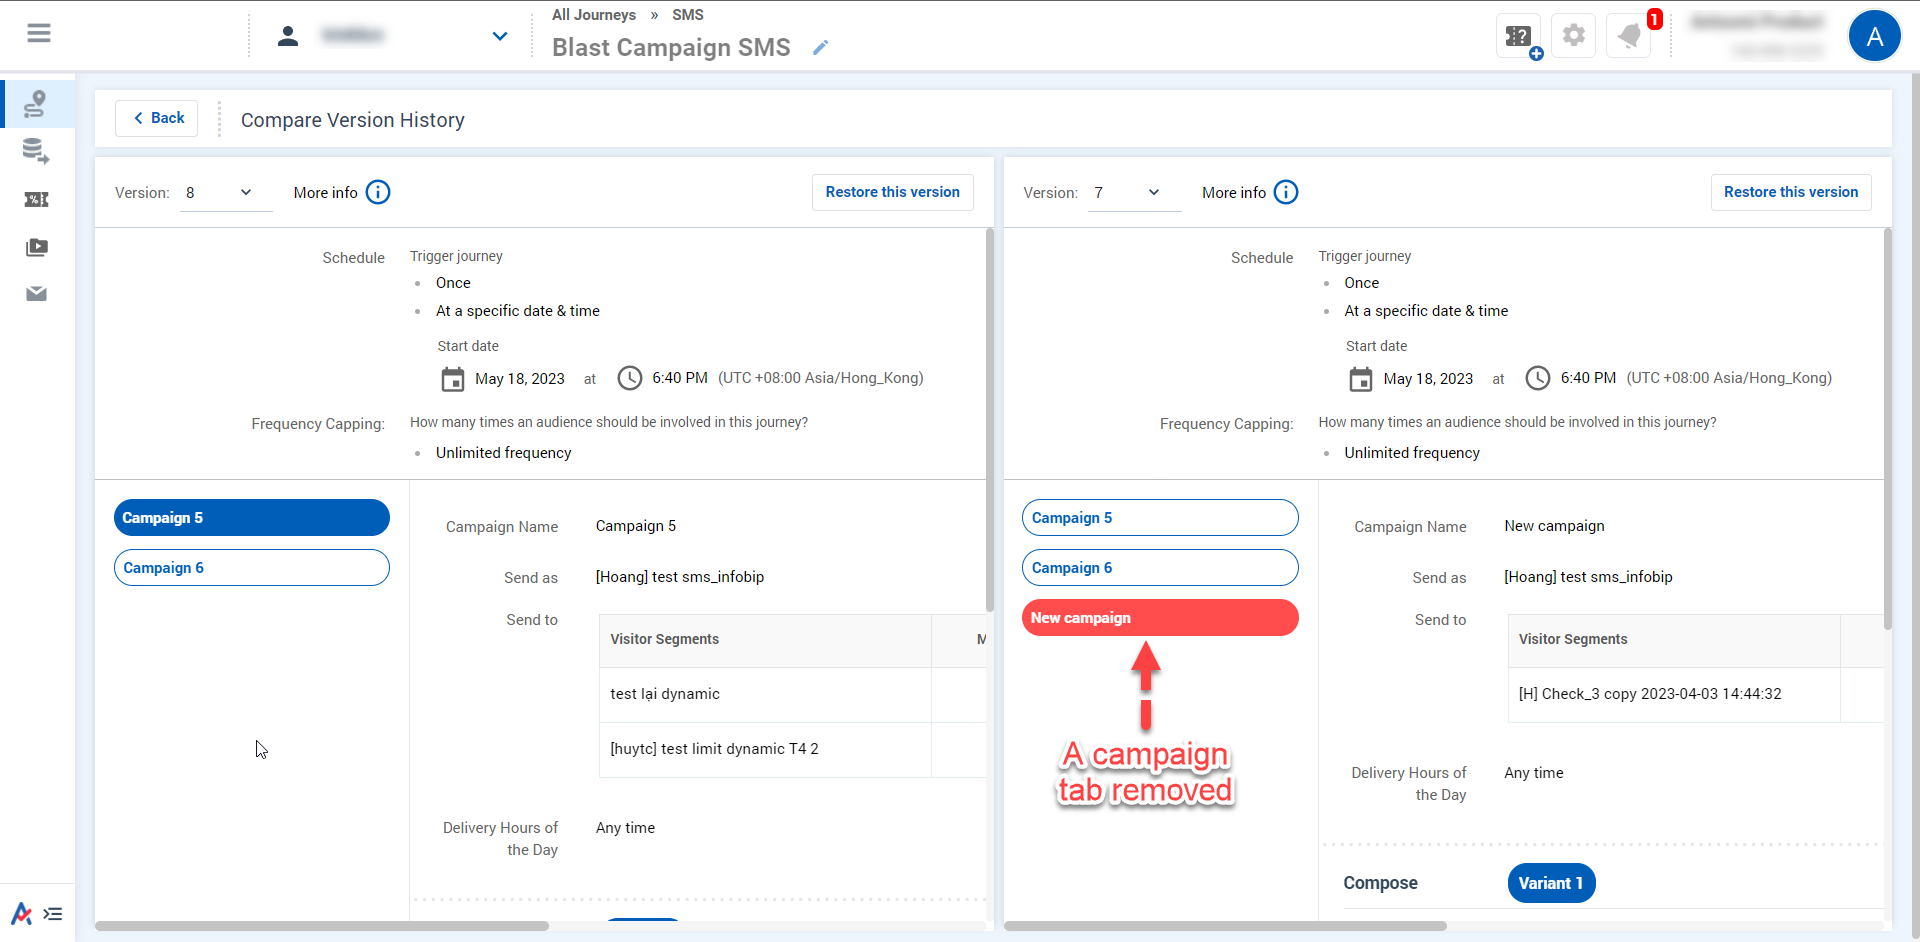 All Journeys » SMS
Blast Campaign SMS
?
1
A
Back
Compare Version History
Version: 8 More info Restore this version
Schedule Trigger journey
Once
At a specific date & time
Start date
May 18, 2023 at 6:40 PM (UTC +08:00 Asia/Hong_Kong)
Frequency Capping: How many times an audience should be involved in this journey?
Unlimited frequency
Campaign 5
Campaign 6
Campaign Name Campaign 5
Send as [Hoang] test sms_infobip
Send to
Visitor Segments M
test lại dynamic
[huytc] test limit dynamic T4 2
Delivery Hours of the Day Any time
Version: 7 More info Restore this version
Schedule Trigger journey
Once
At a specific date & time
Start date
May 18, 2023 at 6:40 PM (UTC +08:00 Asia/Hong_Kong)
Frequency Capping: How many times an audience should be involved in this journey?
Unlimited frequency
Campaign 5
Campaign 6
New campaign
A campaign
tab removed
Campaign Name New campaign
Send as [Hoang] test sms_infobip
Send to
Visitor Segments
[H] Check_3 copy 2023-04-03 14:44:32
Delivery Hours of the Day Any time
Compose Variant 1